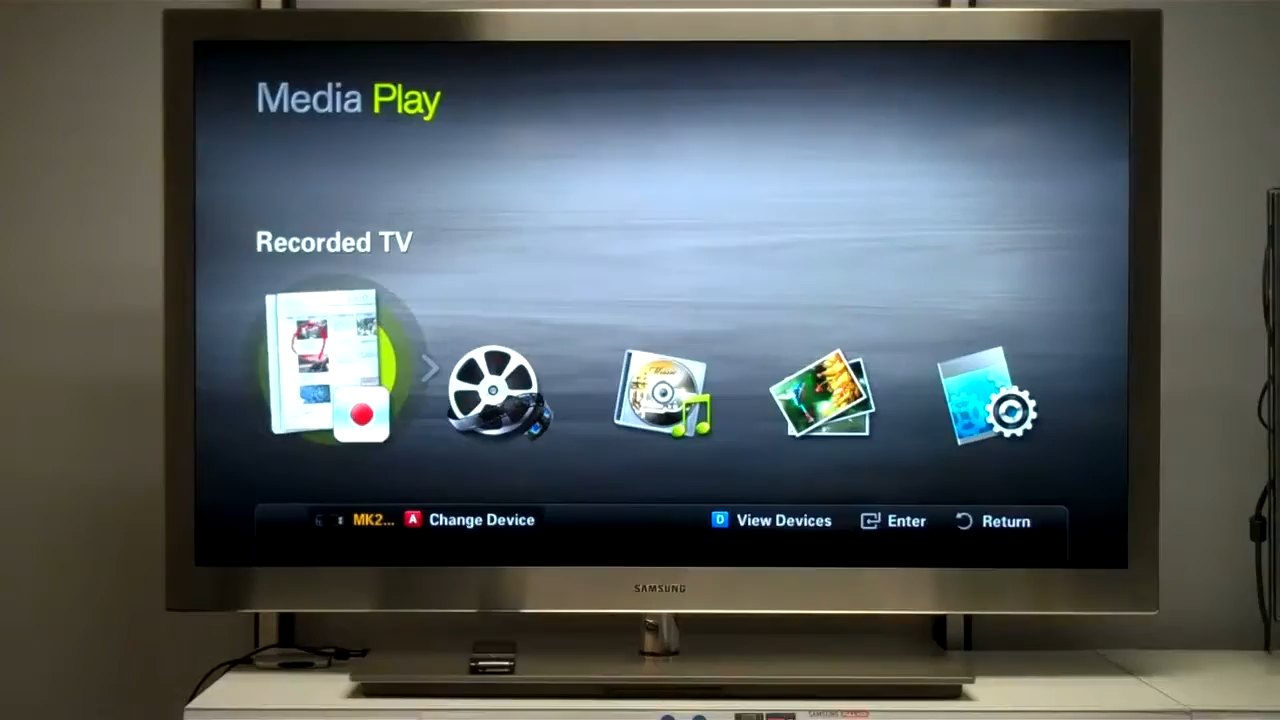 Media Play
Recorded TV
MK2... A Change Device
D View Devices Enter Return
SAMSUNG